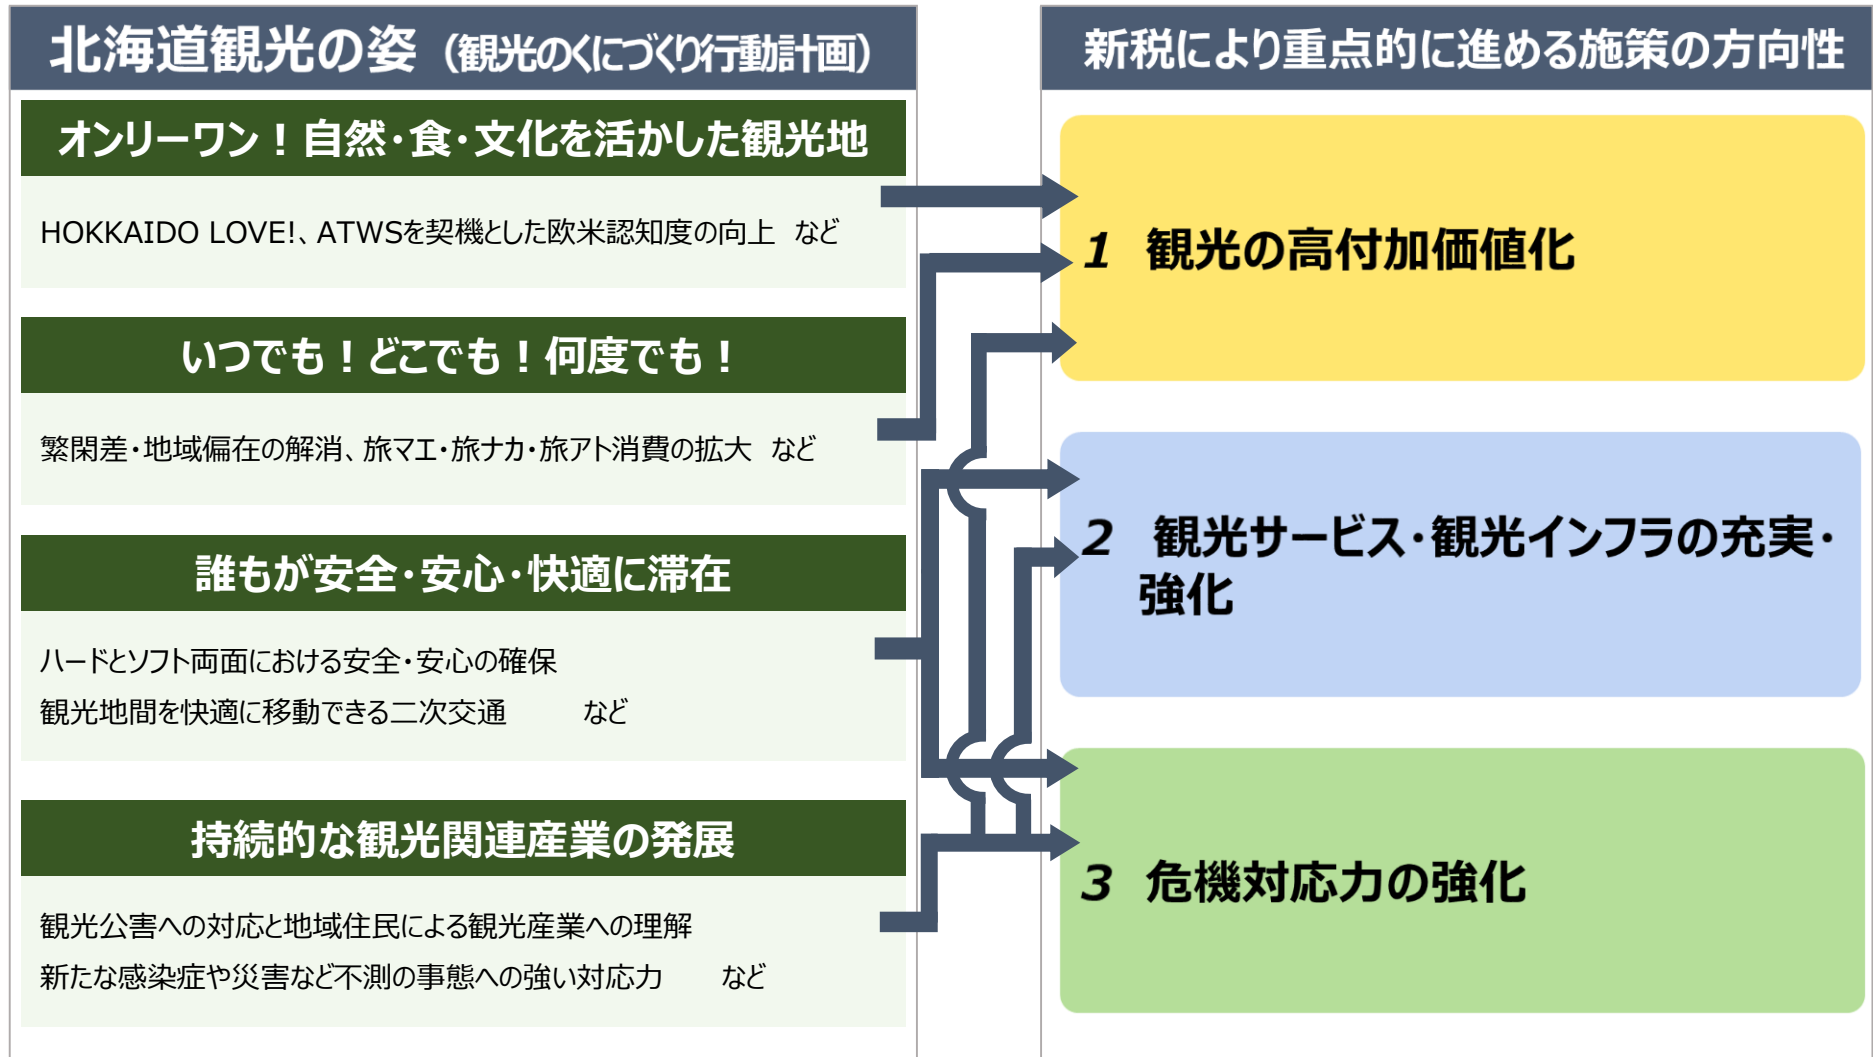 北海道観光の姿（観光のくにづくり行動計画）
オンリーワン！自然・食・文化を活かした観光地
HOKKAIDO LOVE!、ATWSを契機とした欧米認知度の向上　など
いつでも！どこでも！何度でも！
繁閑差・地域偏在の解消、旅マエ・旅ナカ・旅アト消費の拡大　など
誰もが安全・安心・快適に滞在
ハードとソフト両面における安全・安心の確保
観光地間を快適に移動できる二次交通　　　など
持続的な観光関連産業の発展
観光公害への対応と地域住民による観光産業への理解
新たな感染症や災害など不測の事態への強い対応力　　など
新税により重点的に進める施策の方向性
1 観光の高付加価値化
2 観光サービス・観光インフラの充実・
強化
3 危機対応力の強化